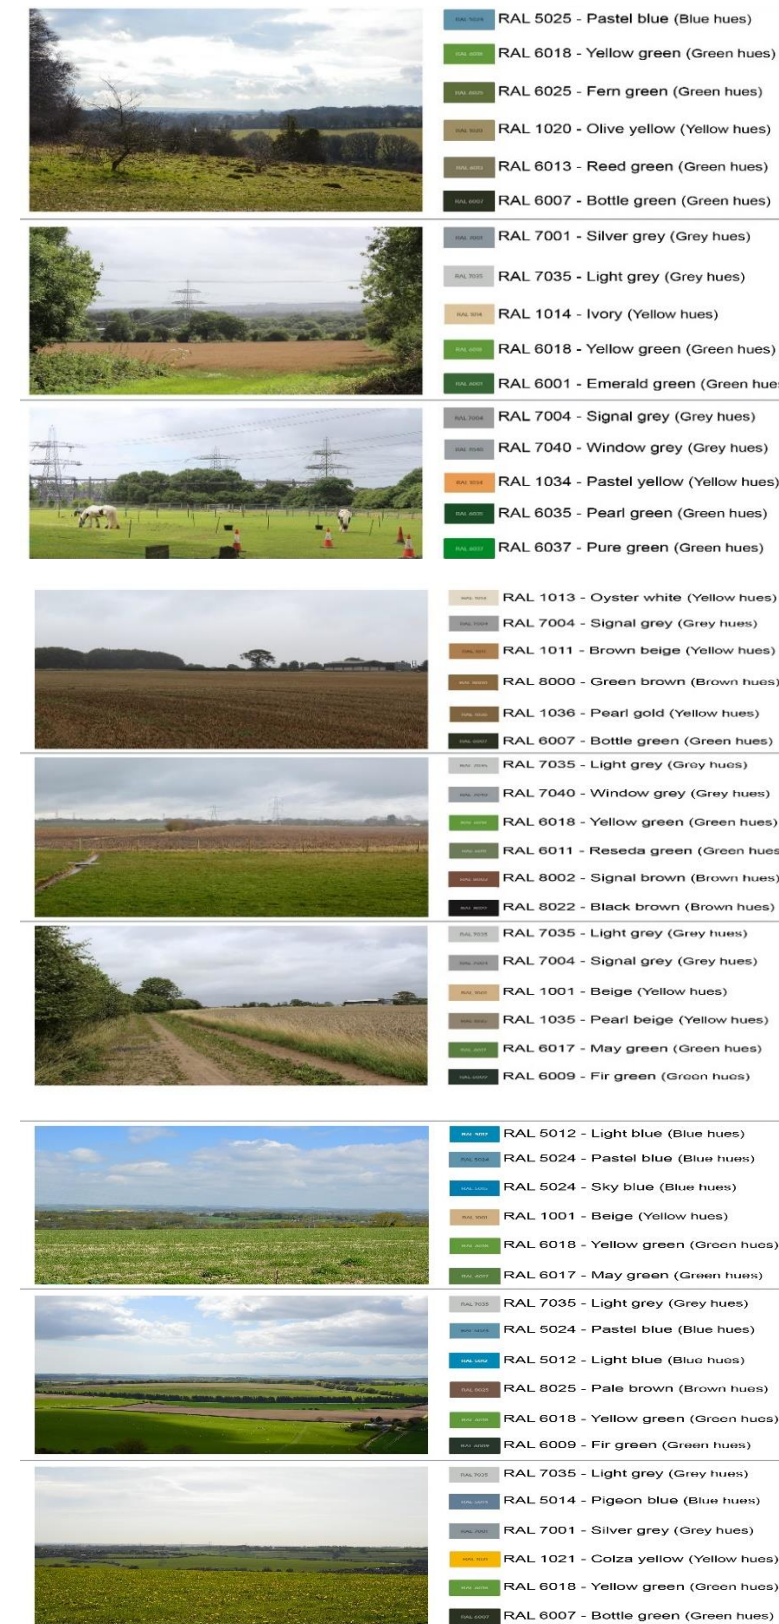 RAL 5025 - Pastel blue (Blue hues)
RAL 6018 - Yellow green (Green hues)
RAL 6025 - Fern green (Green hues)
RAL 1020 - Olive yellow (Yellow hues)
RAL 6013 - Reed green (Green hues)
RAL 6007 - Bottle green (Green hues)
RAL 7001 - Silver grey (Grey hues)
RAL 7035 - Light grey (Grey hues)
RAL 1014 - Ivory (Yellow hues)
RAL 6018 - Yellow green (Green hues)
RAL 6001 - Emerald green (Green hues
RAL 7004 - Signal grey (Grey hues)
RAL 7040 - Window grey (Grey hues)
RAL 1034 - Pastel yellow (Yellow hues)
RAL 6035 - Pearl green (Green hues)
RAL 6037 - Pure green (Green hues)
RAL 1013 - Oyster white (Yellow hues)
RAL 7004 - Signal grey (Grey hues)
RAL 1011 - Brown beige (Yellow hues)
RAL 8000 - Green brown (Brown hues)
RAL 1036 - Pearl gold (Yellow hues)
RAL 6007 - Bottle green (Green hues)
RAL 7035 - Light grey (Grey hues)
RAL 7040 - Window grey (Grey hues)
RAL 6018 - Yellow green (Green hues)
RAL 6011 - Reseda green (Green hues
RAL 8002 - Signal brown (Brown hues)
RAL 8022 - Black brown (Brown hues)
RAL 7035 - Light grey (Grey hues)
RAL 7004 - Signal grey (Grey hues)
RAL 1001 - Beige (Yellow hues)
RAL 1035 - Pearl beige (Yellow hues)
RAL 6017 - May green (Green hues)
RAL 6009 - Fir green (Green hues)
RAL 5012 - Light blue (Blue hues)
RAL 5024 - Pastel blue (Blue hues)
RAL 5024 - Sky blue (Blue hues)
RAL 1001 - Beige (Yellow hues)
RAL 6018 - Yellow green (Green hues)
RAL 6017 - May green (Green hues)
RAL 7035 - Light grey (Grey hues)
RAL 5024 - Pastel blue (Blue hues)
RAL 5012 - Light blue (Blue hues)
RAL 8025 - Pale brown (Brown hues)
RAL 6018 - Yellow green (Green hues)
RAL 6009 - Fir green (Green hues)
RAL 7035 - Light grey (Grey hues)
RAL 5014 - Pigeon blue (Blue hues)
RAL 7001 - Silver grey (Grey hues)
RAL 1021 - Colza yellow (Yellow hues)
RAL 6018 - Yellow green (Green hues)
RAL 6007 - Bottle green (Green hues)